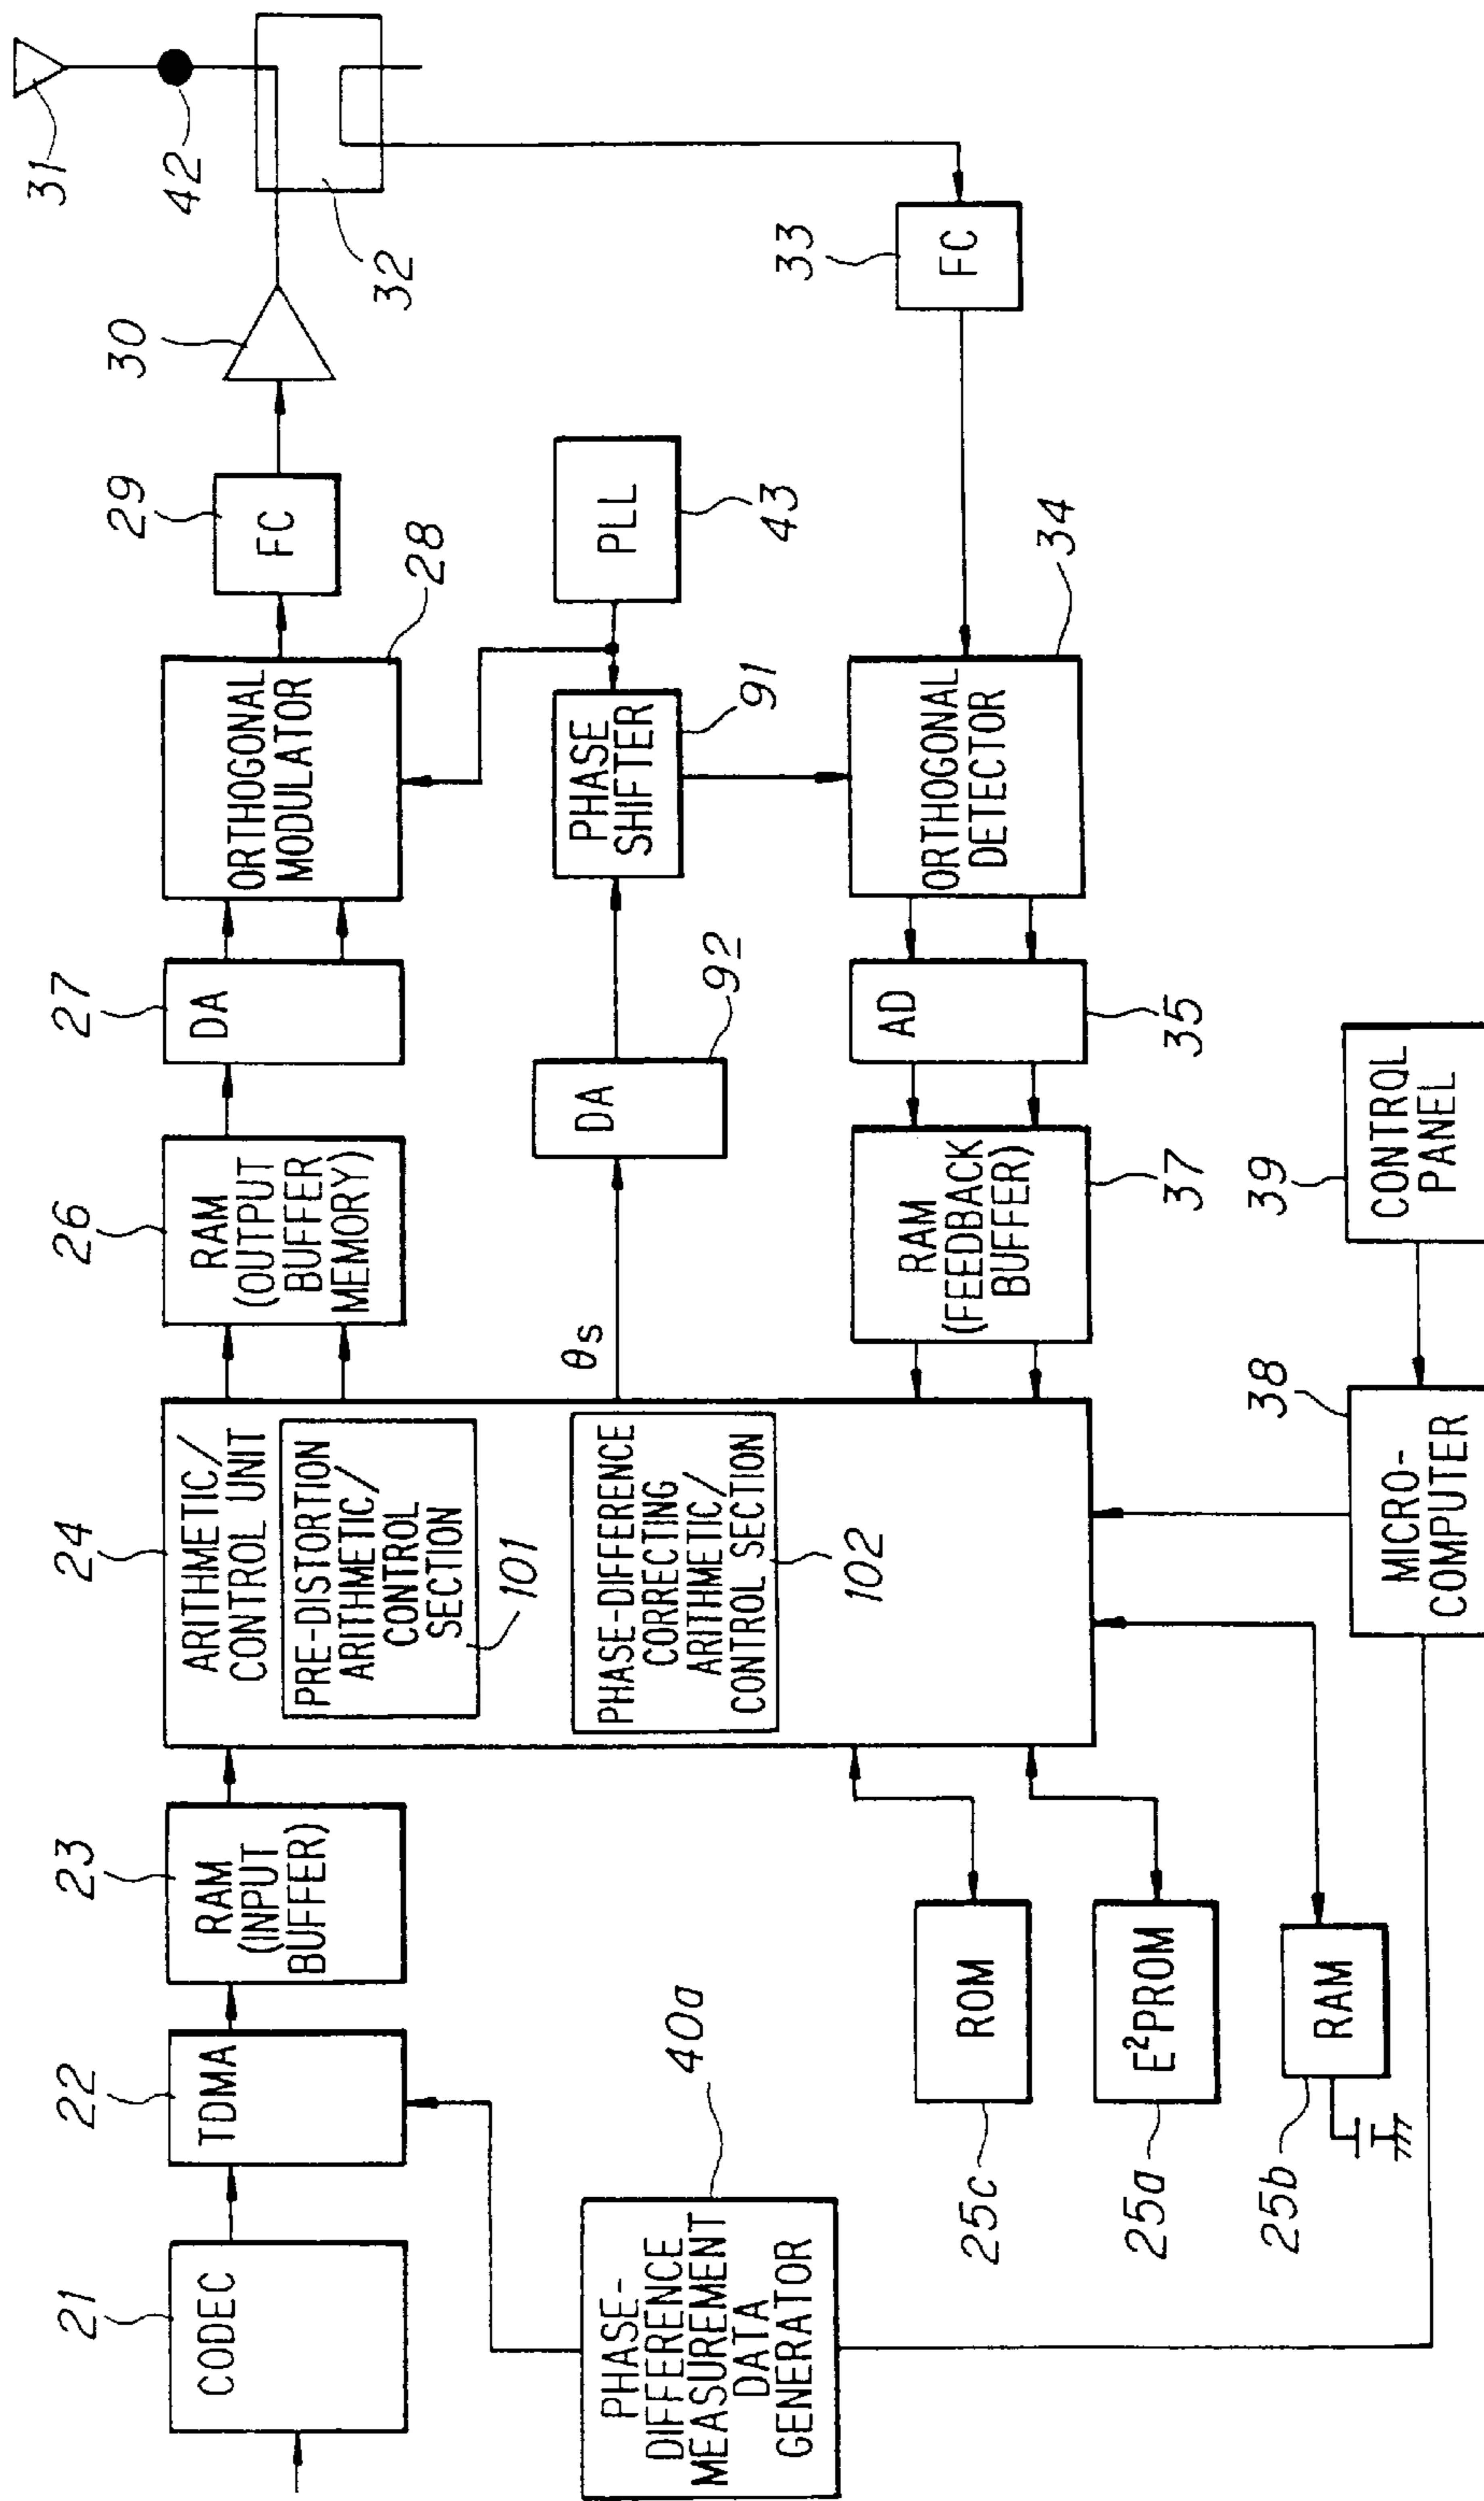 21
CODEC
22
TDMA
23
RAM
(INPUT
BUFFER)
24
ARITHMETIC/
CONTROL UNIT
PRE-DISTORTION
ARITHMETIC/
CONTROL
SECTION
101
PHASE-DIFFERENCE
CORRECTING
ARITHMETIC/
CONTROL SECTION
102
26
RAM
(OUTPUT
BUFFER
MEMORY)
27
DA
ORTHOGONAL
MODULATOR
28
29
FC
30
31
42
32
θs
DA
92
PHASE
SHIFTER
91
PLL
43
33
FC
ORTHOGONAL
DETECTOR
34
AD
35
RAM
(FEEDBACK
BUFFER)
37
PHASE-
DIFFERENCE
MEASUREMENT
DATA
GENERATOR
40a
ROM
25c
E²PROM
25a
RAM
25b
38
MICRO-
COMPUTER
39
CONTROL
PANEL